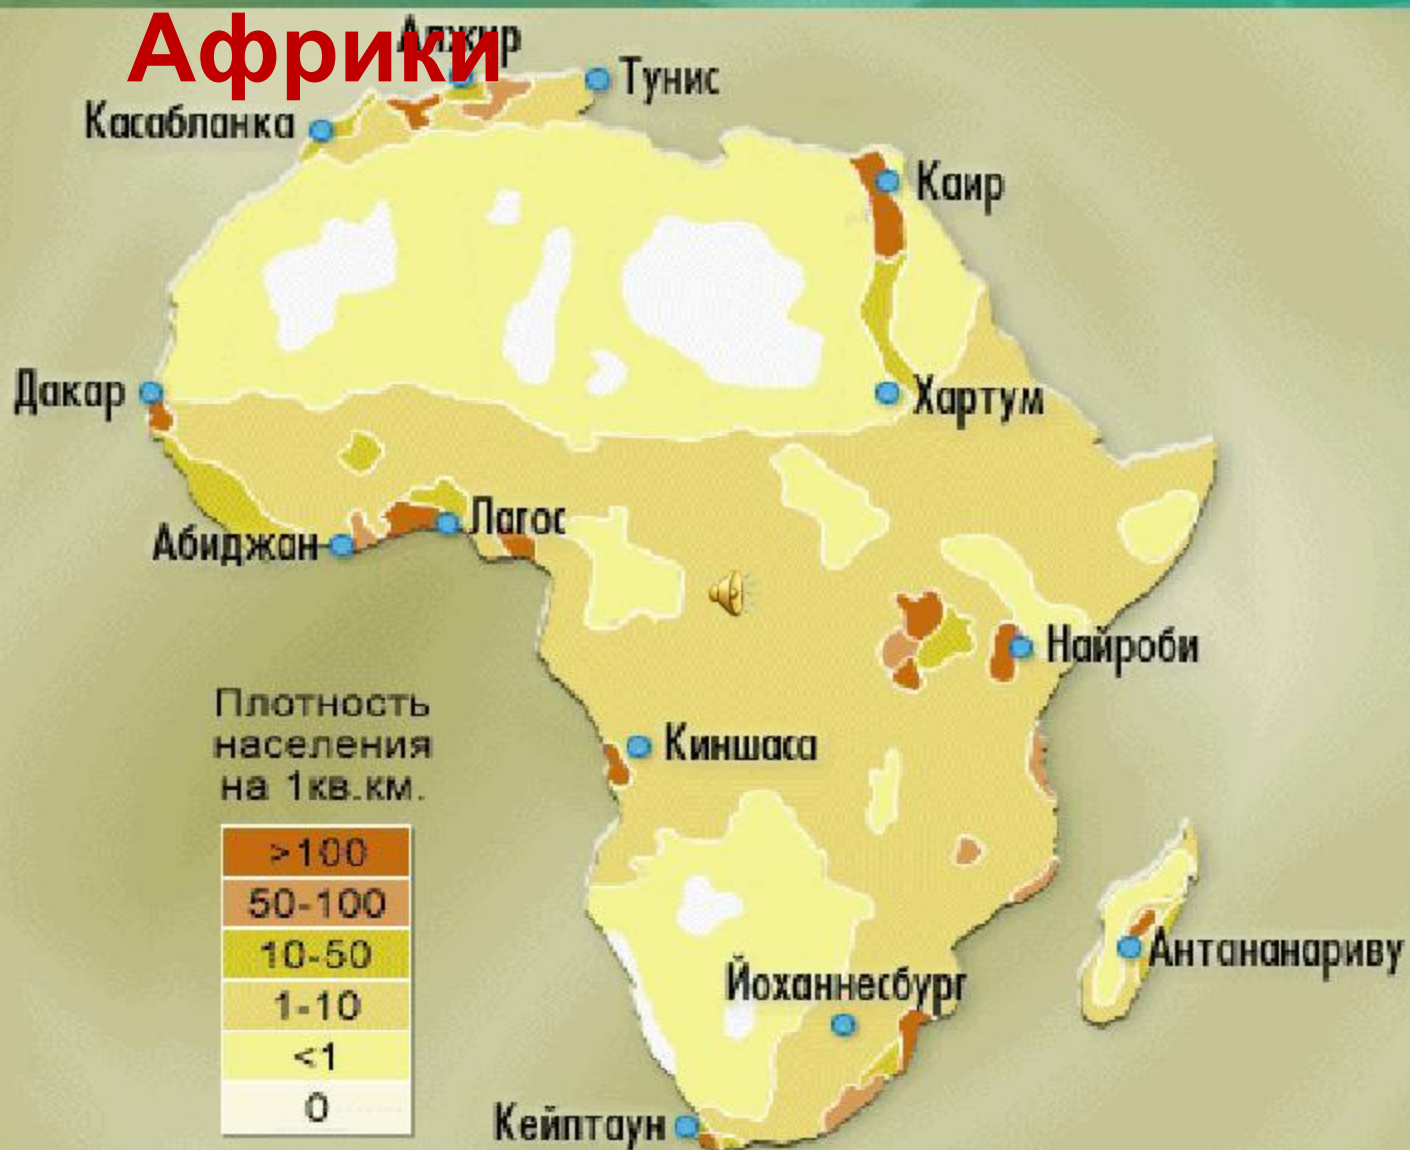 Африки
Алжир
Тунис
Касабланка
Каир
Дакар
Хартум
Лагос
Абиджан
Найроби
Плотность
населения
на 1кв.км.
Киншаса
>100
50-100
10-50
1-10
<1
0
Антананариву
Йоханнесбург
Кейптаун